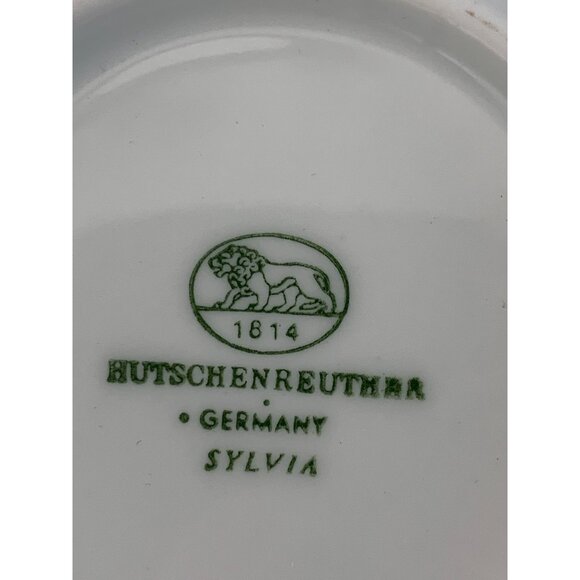 1814
HUTSCHENREUTHER
• GERMANY
SYLVIA